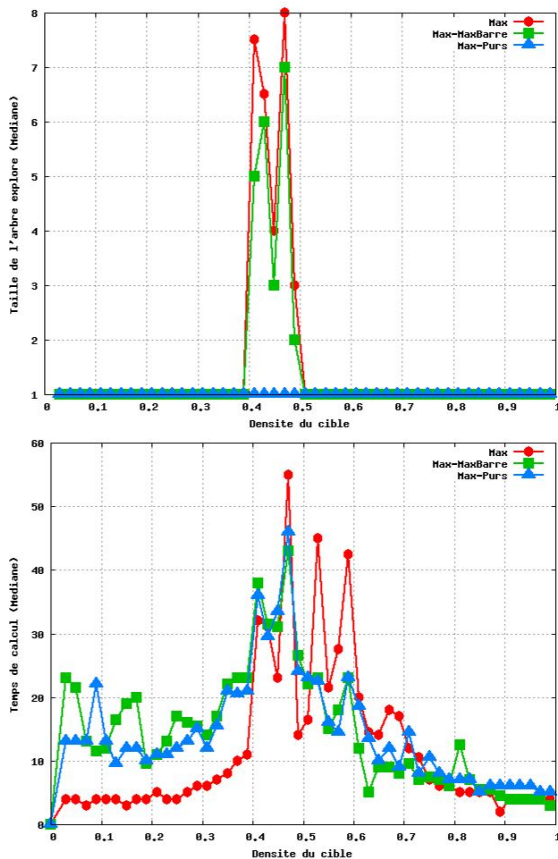 Max
Max-MaxBarre
Max-Purs
Taille de l'arbre explore (Mediane)
8
7
6
5
4
3
2
1
0 0.1 0.2 0.3 0.4 0.5 0.6 0.7 0.8 0.9 1
Densite du cible
Max
Max-MaxBarre
Max-Purs
Temps de calcul (Mediane)
60
50
40
30
20
10
0
0 0.1 0.2 0.3 0.4 0.5 0.6 0.7 0.8 0.9 1
Densite du cible